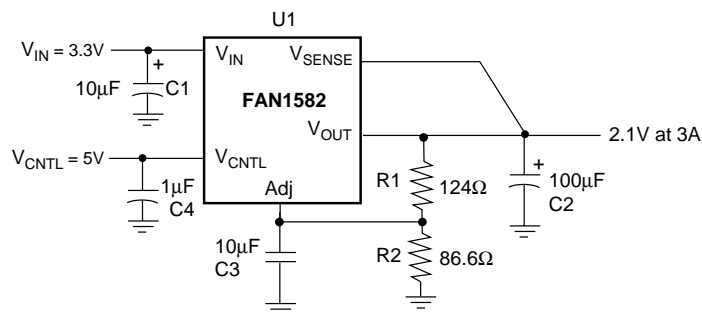 U1
V_IN = 3.3V
V_IN
V_SENSE
+
10μF
C1
FAN1582
V_OUT
2.1V at 3A
V_CNTL = 5V
V_CNTL
+
R1
124Ω
100μF
C2
Adj
1μF
C4
10μF
C3
R2
86.6Ω